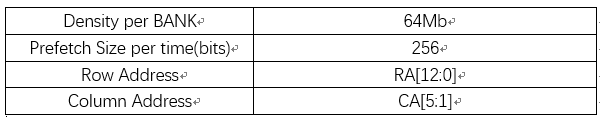 Density per BANK 64Mb
Prefetch Size per time(bits) 256
Row Address RA[12:0]
Column Address CA[5:1]